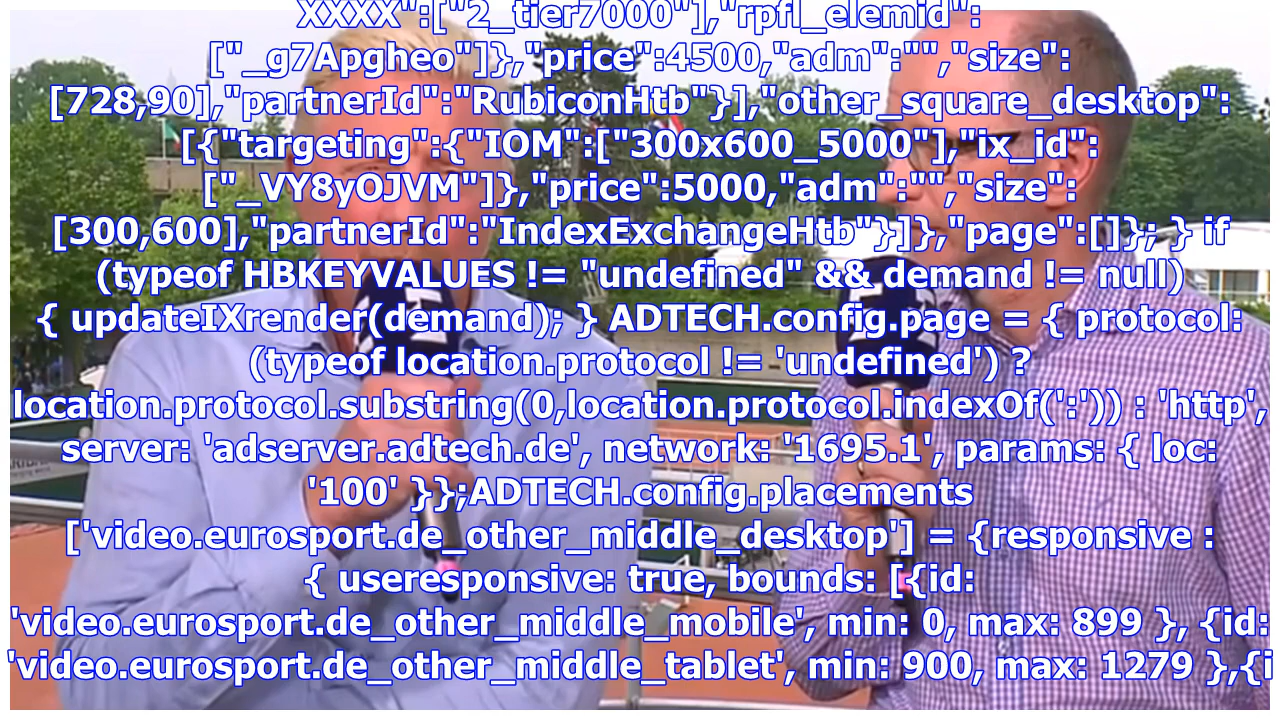 XXXX":["2_tier7000"],"rpfl_elemid":
["_g7Apgheo"]},"price":4500,"adm":"","size":
[728,90],"partnerId":"RubiconHtb"}],"other_square_desktop":
[{"targeting":{"IOM":["300x600_5000"],"ix_id":
["_VY8yOJVM"]},"price":5000,"adm":"","size":
[300,600],"partnerId":"IndexExchangeHtb"}]},"page":[]}; } if
(typeof HBKEYVALUES != "undefined" && demand != null)
{ updateIXrender(demand); } ADTECH.config.page = { protocol:
(typeof location.protocol != 'undefined') ?
location.protocol.substring(0,location.protocol.indexOf(':')) : 'http',
server: 'adserver.adtech.de', network: '1695.1', params: { loc:
'100' }};ADTECH.config.placements
['video.eurosport.de_other_middle_desktop'] = {responsive :
{ useresponsive: true, bounds: [{id:
'video.eurosport.de_other_middle_mobile', min: 0, max: 899 }, {id:
'video.eurosport.de_other_middle_tablet', min: 900, max: 1279 },{i